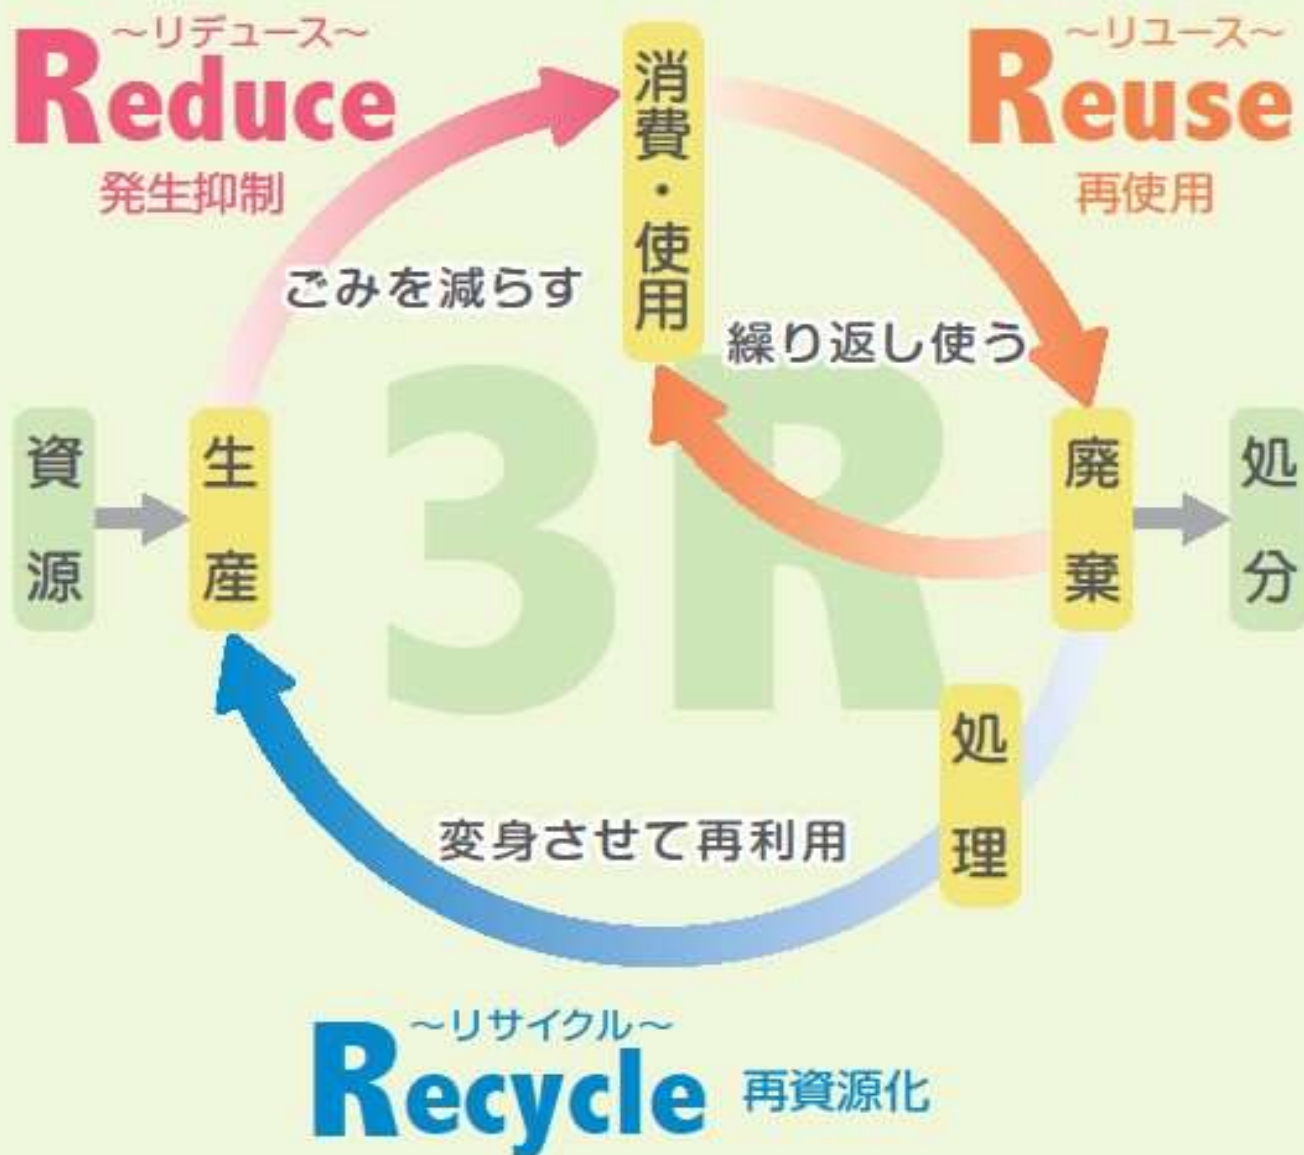 ～リデュース～
Reduce
発生抑制
～リユース～
Reuse
再使用
消費・使用
ごみを減らす
繰り返し使う
3R
資源
生産
廃棄
処分
処理
変身させて再利用
～リサイクル～
Recycle 再資源化